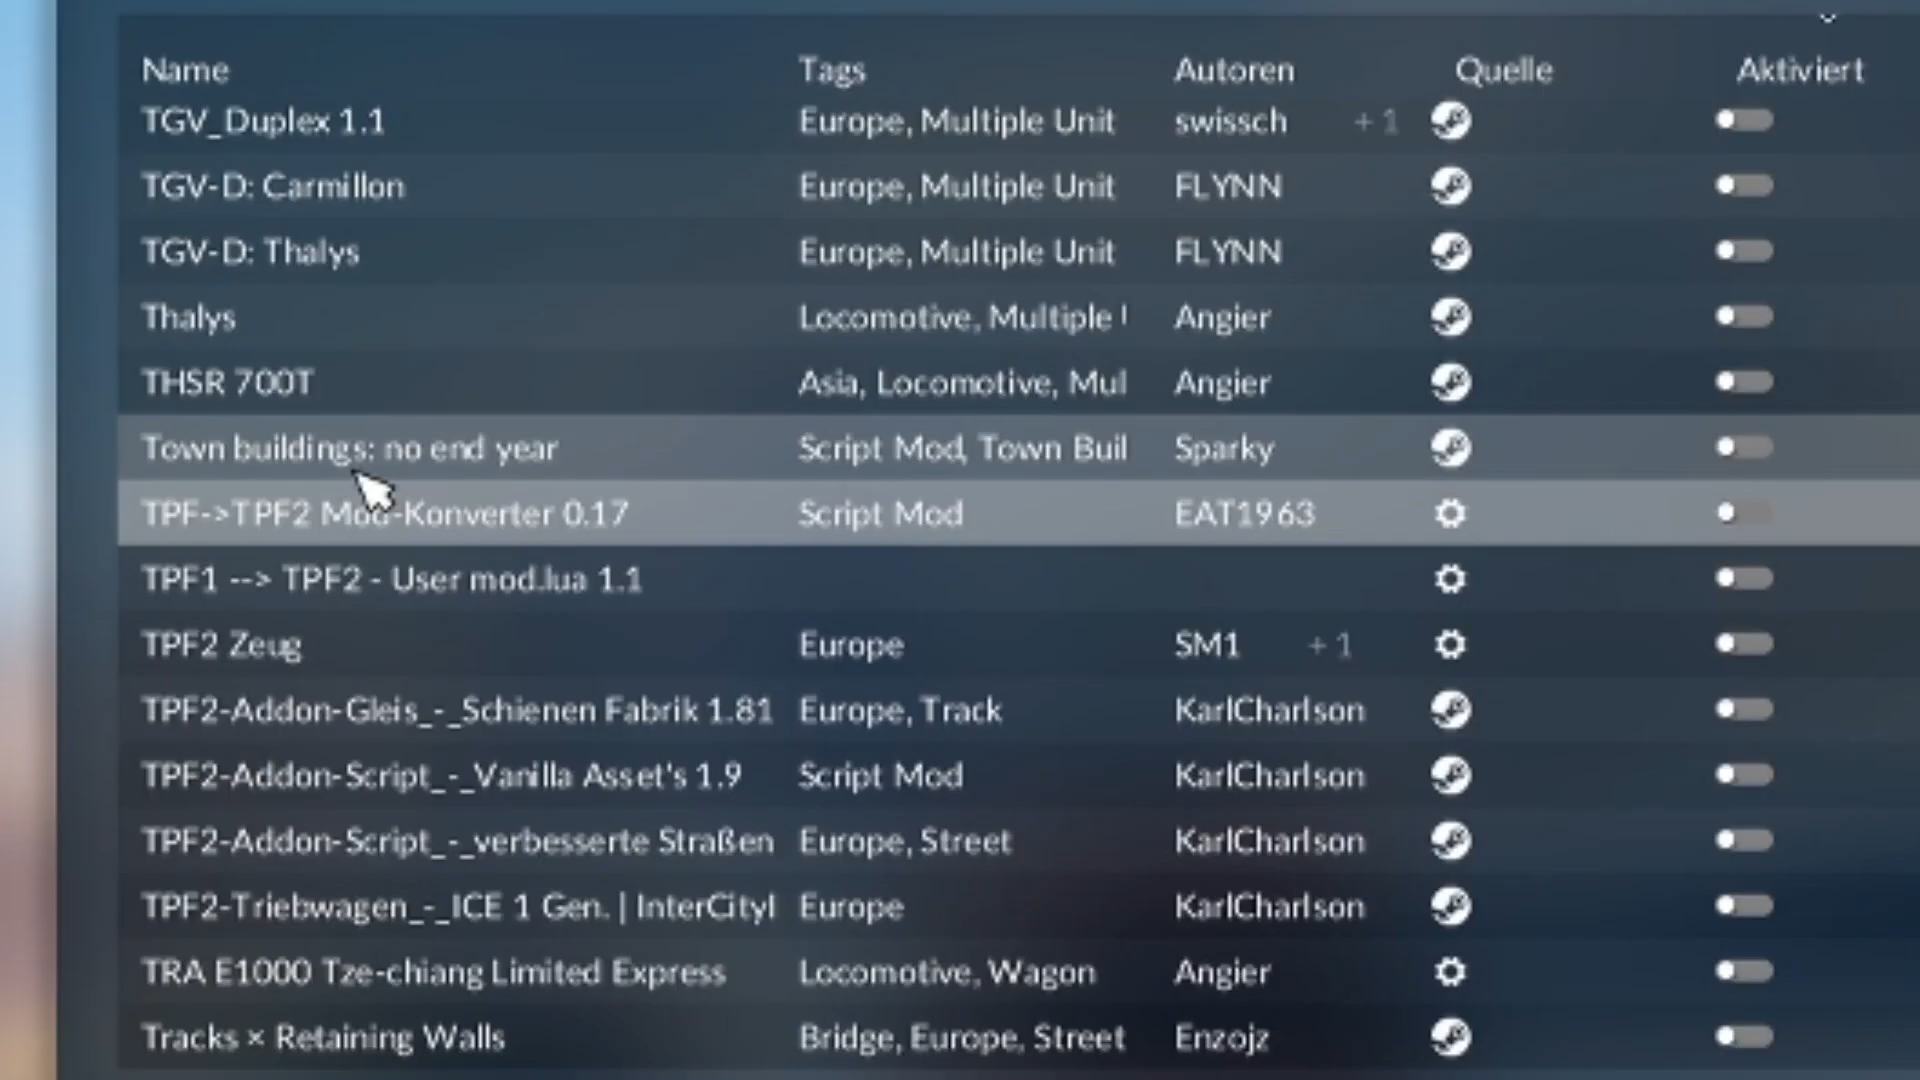 Name Tags Autoren Quelle Aktiviert
TGV_Duplex 1.1 Europe, Multiple Unit swissch + 1
TGV-D: Carmillon Europe, Multiple Unit FLYNN
TGV-D: Thalys Europe, Multiple Unit FLYNN
Thalys Locomotive, Multiple Angier
THSR 700T Asia, Locomotive, Mul Angier
Town buildings: no end year Script Mod, Town Buil Sparky
TPF->TPF2 Mod-Konverter 0.17 Script Mod EAT1963
TPF1 --> TPF2 - User mod.lua 1.1
TPF2 Zeug Europe SM1 + 1
TPF2-Addon-Gleis_-_Schienen Fabrik 1.81 Europe, Track KarlCharlson
TPF2-Addon-Script_-_Vanilla Asset's 1.9 Script Mod KarlCharlson
TPF2-Addon-Script_-_verbesserte Straßen Europe, Street KarlCharlson
TPF2-Triebwagen_-_ICE 1 Gen. | InterCityI Europe KarlCharlson
TRA E1000 Tze-chiang Limited Express Locomotive, Wagon Angier
Tracks × Retaining Walls Bridge, Europe, Street Enzojz